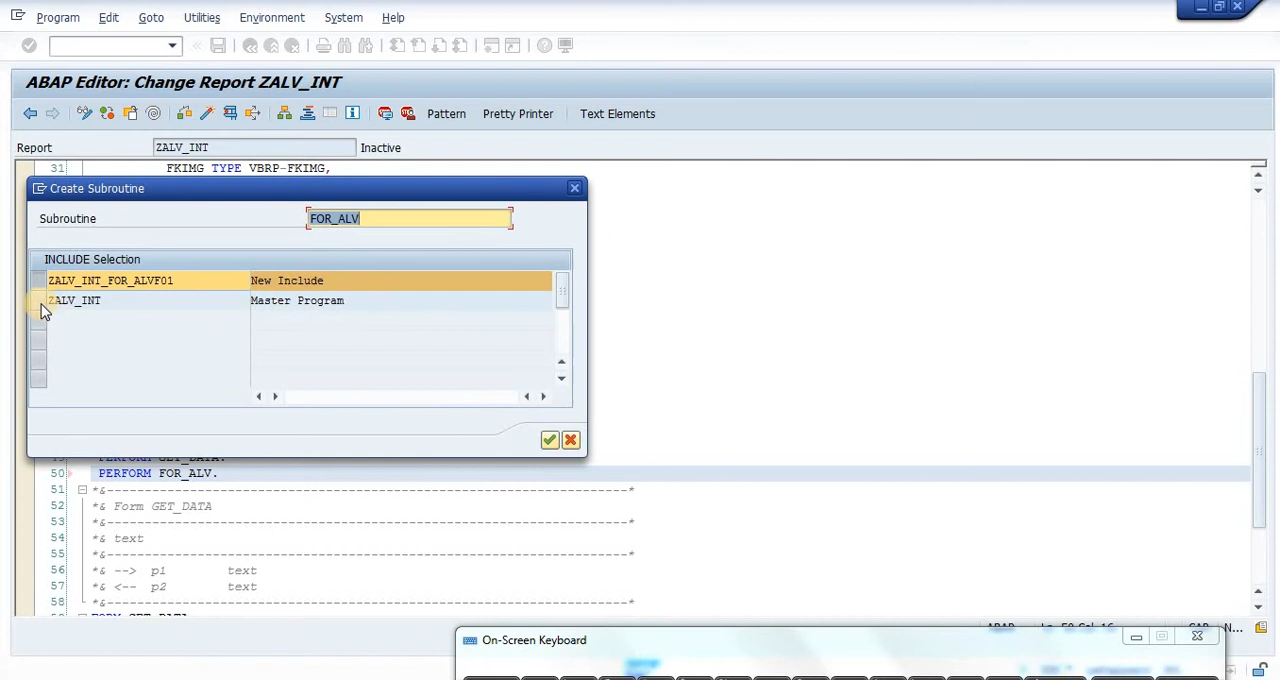 Program Edit Goto Utilities Environment System Help
ABAP Editor: Change Report ZALV_INT
Pattern Pretty Printer Text Elements
Report ZALV_INT Inactive
31 FKIMG TYPE VBRP-FKIMG,
Create Subroutine
Subroutine FOR_ALV
INCLUDE Selection
ZALV_INT_FOR_ALVF01 New Include
ZALV_INT Master Program
PERFORM GET_DATA.
50 PERFORM FOR_ALV.
51 *&---------------------------------------------------------------------*
52 *& Form GET_DATA
53 *&---------------------------------------------------------------------*
54 *& text
55 *&---------------------------------------------------------------------*
56 *& --> p1 text
57 *& <-- p2 text
58 *&---------------------------------------------------------------------*
On-Screen Keyboard